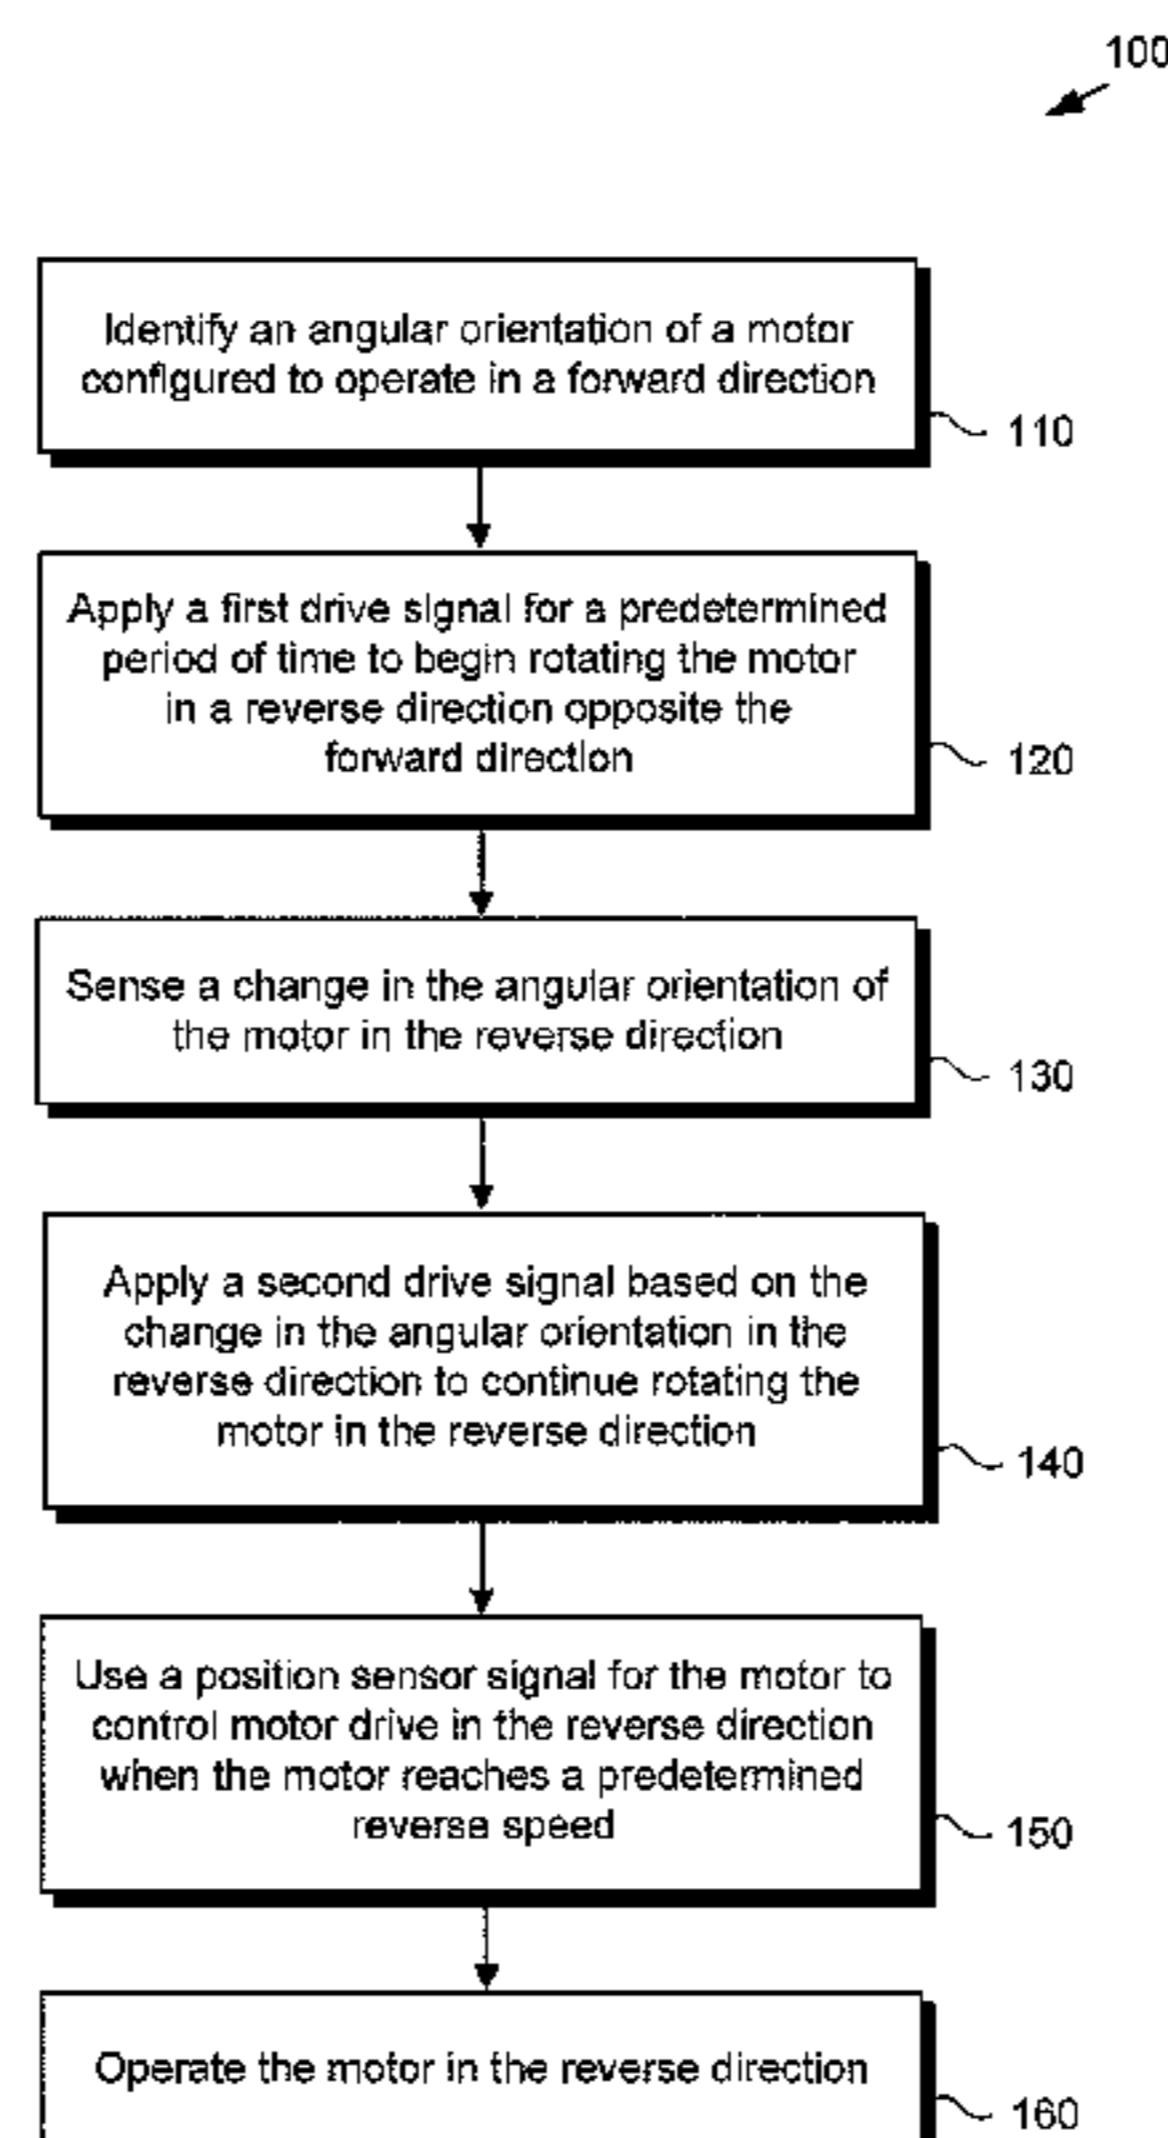 100
Identify an angular orientation of a motor
configured to operate in a forward direction
110
Apply a first drive signal for a predetermined
period of time to begin rotating the motor
in a reverse direction opposite the
forward direction
120
Sense a change in the angular orientation of
the motor in the reverse direction
130
Apply a second drive signal based on the
change in the angular orientation in the
reverse direction to continue rotating the
motor in the reverse direction
140
Use a position sensor signal for the motor to
control motor drive in the reverse direction
when the motor reaches a predetermined
reverse speed
150
Operate the motor in the reverse direction
160